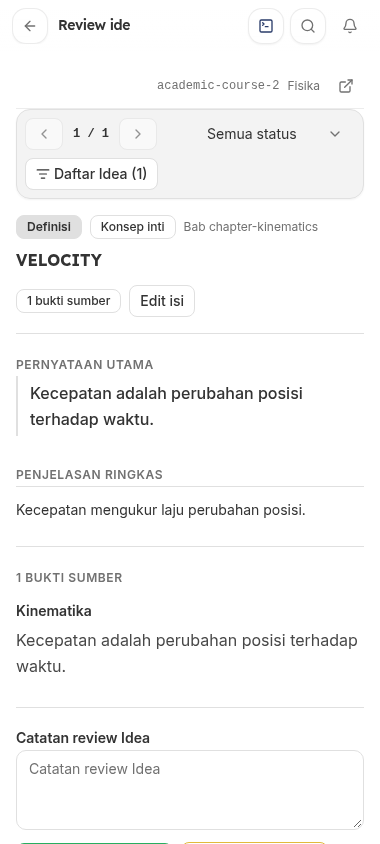 Review ide
academic-course-2 Fisika
1 / 1
Semua status
Daftar Idea (1)
Definisi Konsep inti Bab chapter-kinematics
VELOCITY
1 bukti sumber Edit isi
PERNYATAAN UTAMA
Kecepatan adalah perubahan posisi
terhadap waktu.
PENJELASAN RINGKAS
Kecepatan mengukur laju perubahan posisi.
1 BUKTI SUMBER
Kinematika
Kecepatan adalah perubahan posisi terhadap
waktu.
Catatan review Idea
Catatan review Idea